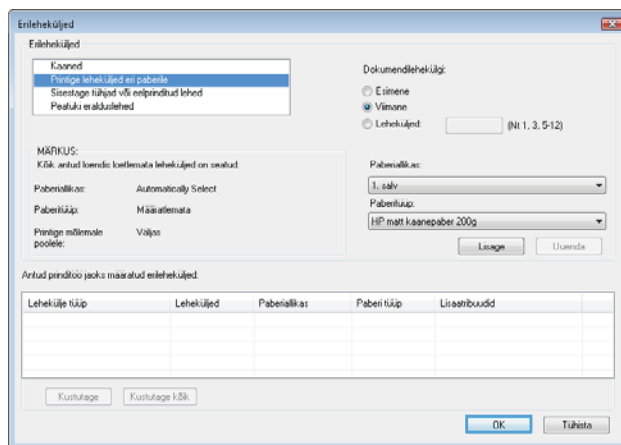 Erileheküljed
Erileheküljed
Kaaned
Printige leheküljed eri paberile
Sisestage tühjad või eelprinditud lehed
Peatüki eralduslehed
Dokumendilehekülgi:
Esimene
Viimane
Leheküljed: (Nt 1, 3, 5-12)
MÄRKUS:
Kõik antud loendis loetlemata leheküljed on seatud:
Paberiallikas: Automatically Select
Paberitüüp: Määratlemata
Printige mõlemale poolele: Väljas
Paberiallikas:
1. salv
Paberitüüp:
HP matt kaanepaber 200g
Lisage Uuenda
Antud prinditöö jaoks määratud erileheküljed:
Lehekülje tüüp Leheküljed Paberiallikas Paberi tüüp Lisaatribuudid
Kustutage Kustutage kõik
OK Tühista